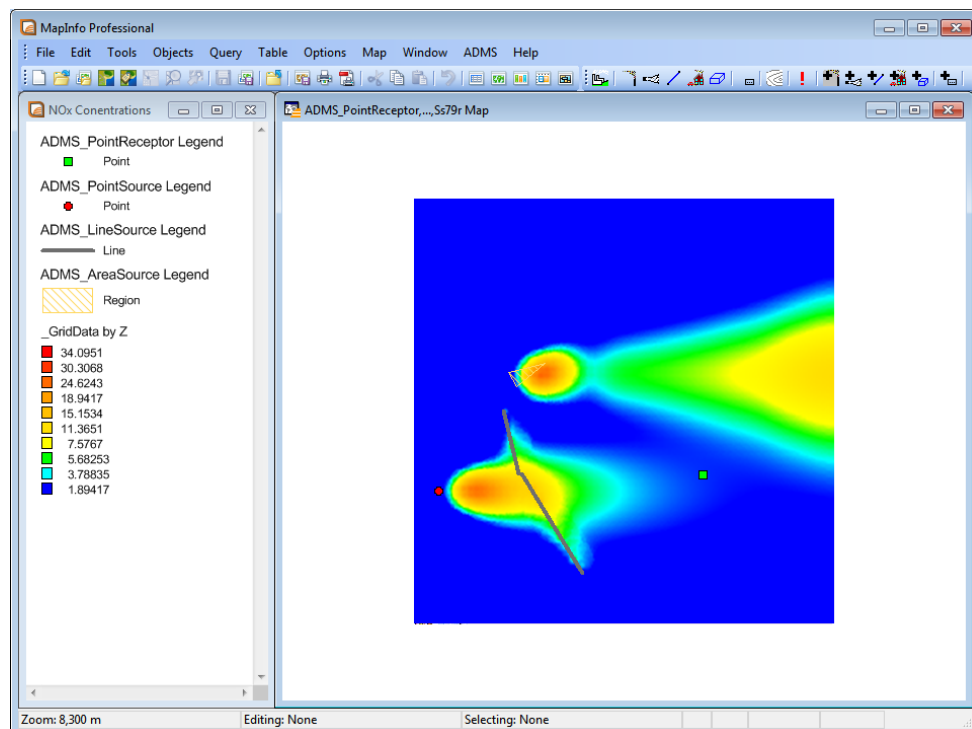 MapInfo Professional
File Edit Tools Objects Query Table Options Map Window ADMS Help
NOx Conentrations
ADMS_PointReceptor Legend
Point
ADMS_PointSource Legend
Point
ADMS_LineSource Legend
Line
ADMS_AreaSource Legend
Region
_GridData by Z
34.0951
30.3068
24.6243
18.9417
15.1534
11.3651
7.5767
5.68253
3.78835
1.89417
ADMS_PointReceptor,...,Ss79r Map
Zoom: 8,300 m
Editing: None
Selecting: None